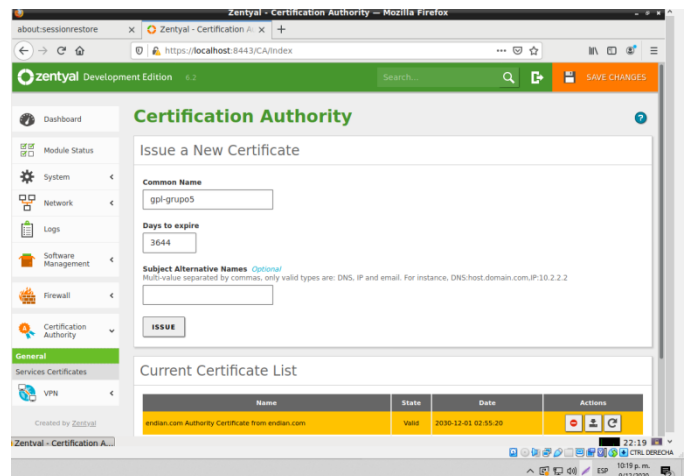 Zentyal - Certification Authority — Mozilla Firefox
about:sessionrestore
Zentyal - Certification A
https://localhost:8443/CA/Index
zentyal Development Edition 6.2
Search...
SAVE CHANGES
Dashboard
Module Status
System
Network
Logs
Software
Management
Firewall
Certification
Authority
General
Services Certificates
VPN
Created by Zentyal
Certification Authority
Issue a New Certificate
Common Name
gpl-grupo5
Days to expire
3644
Subject Alternative Names Optional
Multi-value separated by commas, only valid types are: DNS, IP and email. For instance, DNS:host.domain.com,IP:10.2.2.2
ISSUE
Current Certificate List
Name State Date Actions
endian.com Authority Certificate from endian.com Valid 2030-12-01 02:55:20
Zentyal - Certification A...
22:19
CTRL DERECHA
ESP
10:19 p. m.
9/12/2020